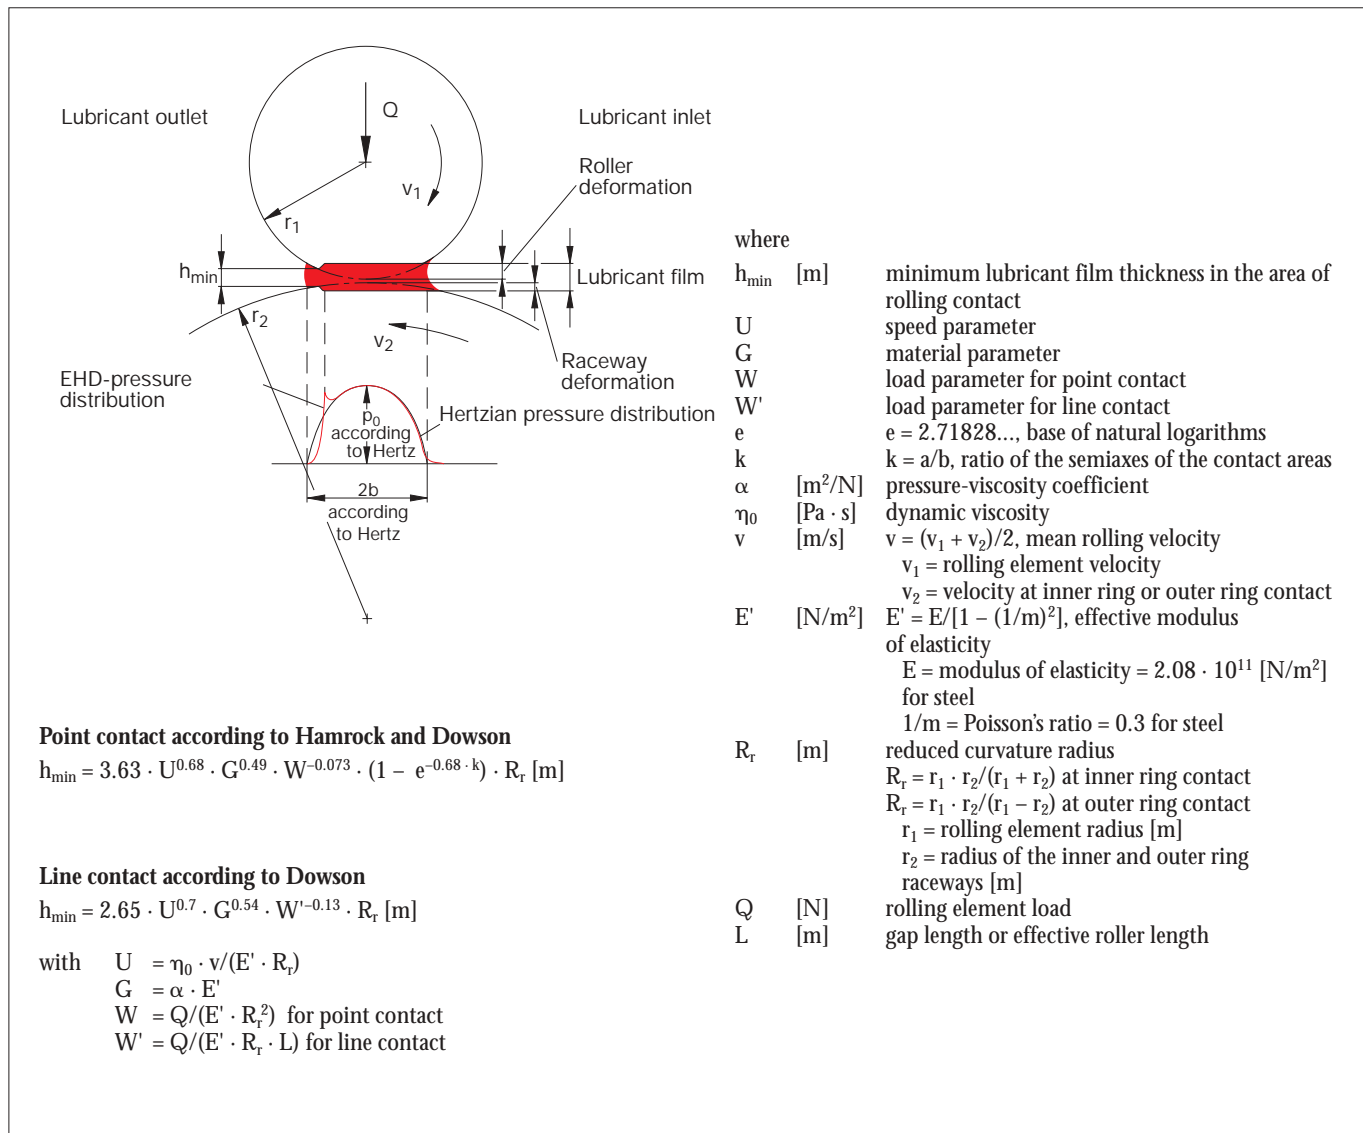 Lubricant outlet
Q
Lubricant inlet
Roller
deformation
v₁
r₁
hmin
Lubricant film
r₂
v₂
EHD-pressure
distribution
Raceway
deformation
Hertzian pressure distribution
p₀
according
to Hertz
2b
according
to Hertz
Point contact according to Hamrock and Dowson
hmin = 3.63 · U⁰·⁶⁸ · G⁰·⁴⁹ · W⁻⁰·⁰⁷³ · (1 – e⁻⁰·⁶⁸ · ᵏ) · Rr [m]
Line contact according to Dowson
hmin = 2.65 · U⁰·⁷ · G⁰·⁵⁴ · W'⁻⁰·¹³ · Rr [m]
with U = η₀ · v/(E' · Rr)
G = α · E'
W = Q/(E' · Rr²) for point contact
W' = Q/(E' · Rr · L) for line contact
where
hmin [m] minimum lubricant film thickness in the area of
rolling contact
U speed parameter
G material parameter
W load parameter for point contact
W' load parameter for line contact
e e = 2.71828..., base of natural logarithms
k k = a/b, ratio of the semiaxes of the contact areas
α [m²/N] pressure-viscosity coefficient
η₀ [Pa · s] dynamic viscosity
v [m/s] v = (v₁ + v₂)/2, mean rolling velocity
v₁ = rolling element velocity
v₂ = velocity at inner ring or outer ring contact
E' [N/m²] E' = E/[1 – (1/m)²], effective modulus
of elasticity
E = modulus of elasticity = 2.08 · 10¹¹ [N/m²]
for steel
1/m = Poisson's ratio = 0.3 for steel
Rr [m] reduced curvature radius
Rr = r₁ · r₂/(r₁ + r₂) at inner ring contact
Rr = r₁ · r₂/(r₁ – r₂) at outer ring contact
r₁ = rolling element radius [m]
r₂ = radius of the inner and outer ring
raceways [m]
Q [N] rolling element load
L [m] gap length or effective roller length